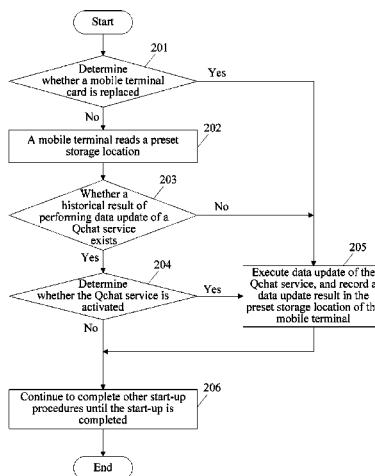 Start
201
Determine
whether a mobile terminal
card is replaced
Yes
No
202
A mobile terminal reads a preset
storage location
203
Whether a
historical result of
performing data update of a
Qchat service
exists
No
Yes
204
Determine
whether the Qchat service is
activated
Yes
No
205
Execute data update of the
Qchat service, and record a
data update result in the
preset storage location of the
mobile terminal
206
Continue to complete other start-up
procedures until the start-up is
completed
End